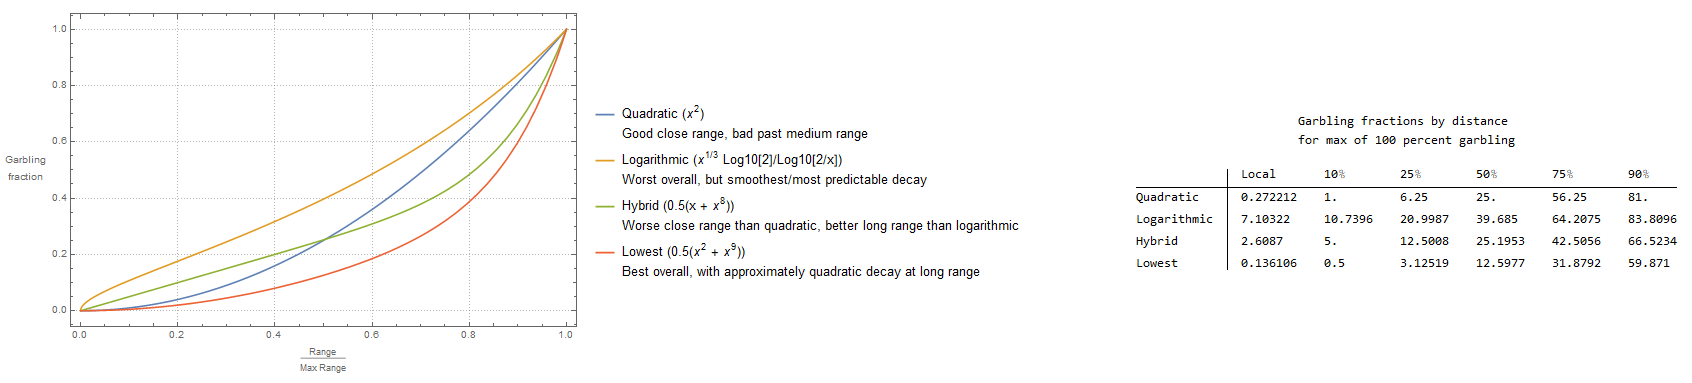 1.0
0.8
0.6
0.4
0.2
0.0
Garbling
fraction
0.0 0.2 0.4 0.6 0.8 1.0
Range
Max Range
Quadratic (x²)
Good close range, bad past medium range
Logarithmic (x^1/3 Log10[2]/Log10[2/x])
Worst overall, but smoothest/most predictable decay
Hybrid (0.5(x + x⁸))
Worse close range than quadratic, better long range than logarithmic
Lowest (0.5(x² + x⁹))
Best overall, with approximately quadratic decay at long range
Garbling fractions by distance
for max of 100 percent garbling
Local 10% 25% 50% 75% 90%
Quadratic 0.272212 1. 6.25 25. 56.25 81.
Logarithmic 7.10322 10.7396 20.9987 39.685 64.2075 83.8096
Hybrid 2.6087 5. 12.5008 25.1953 42.5056 66.5234
Lowest 0.136106 0.5 3.12519 12.5977 31.8792 59.871